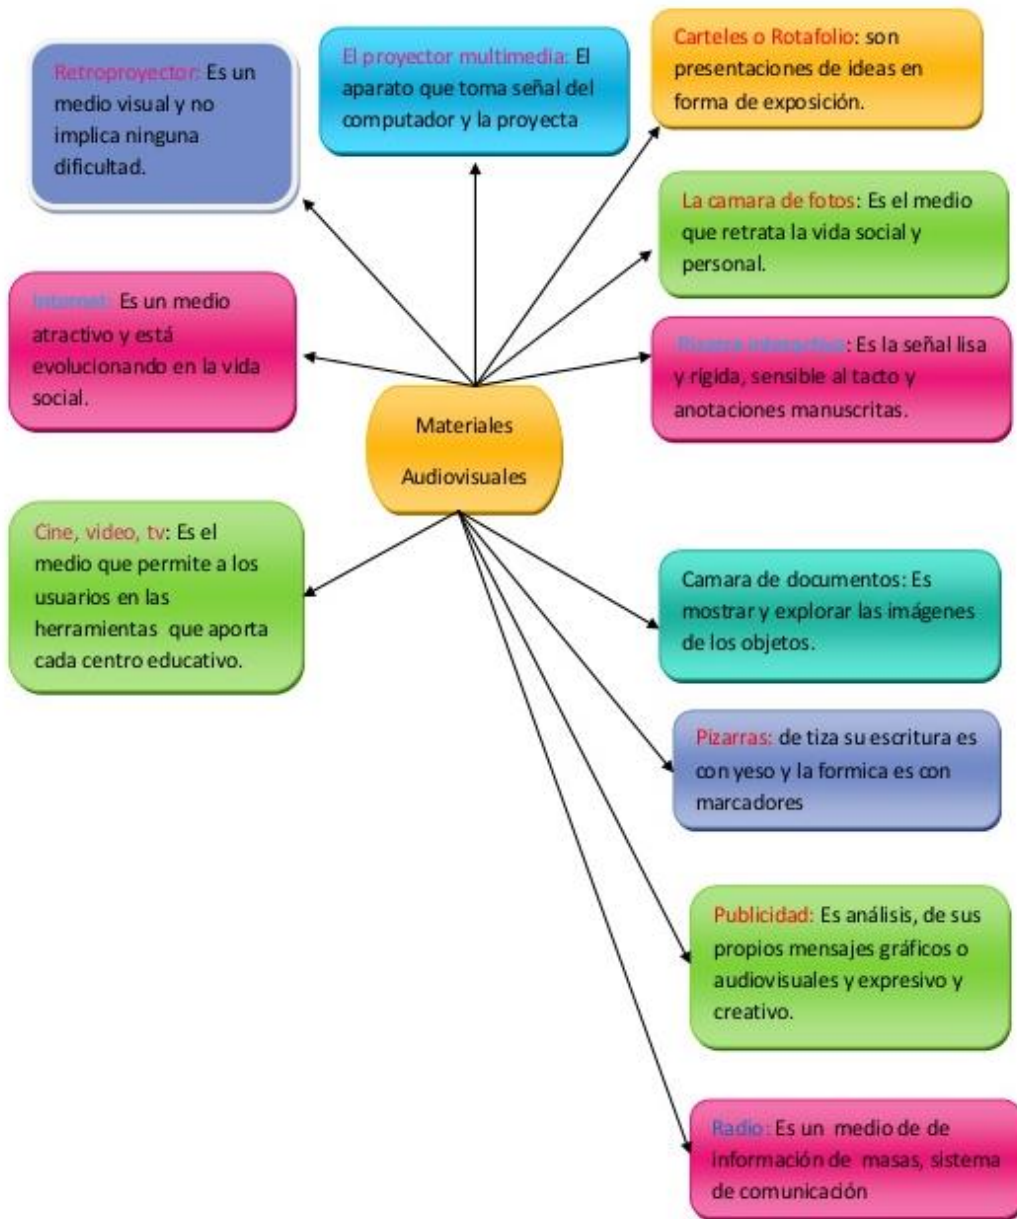 Retroproyector: Es un
medio visual y no
implica ninguna
dificultad.
El proyector multimedia: El
aparato que toma señal del
computador y la proyecta
Carteles o Rotafolio: son
presentaciones de ideas en
forma de exposición.
La camara de fotos: Es el medio
que retrata la vida social y
personal.
Internet: Es un medio
atractivo y está
evolucionando en la vida
social.
Pizarra interactiva: Es la señal lisa
y rígida, sensible al tacto y
anotaciones manuscritas.
Materiales
Audiovisuales
Cine, video, tv: Es el
medio que permite a los
usuarios en las
herramientas que aporta
cada centro educativo.
Camara de documentos: Es
mostrar y explorar las imágenes
de los objetos.
Pizarras: de tiza su escritura es
con yeso y la formica es con
marcadores
Publicidad: Es análisis, de sus
propios mensajes gráficos o
audiovisuales y expresivo y
creativo.
Radio: Es un medio de de
información de masas, sistema
de comunicación